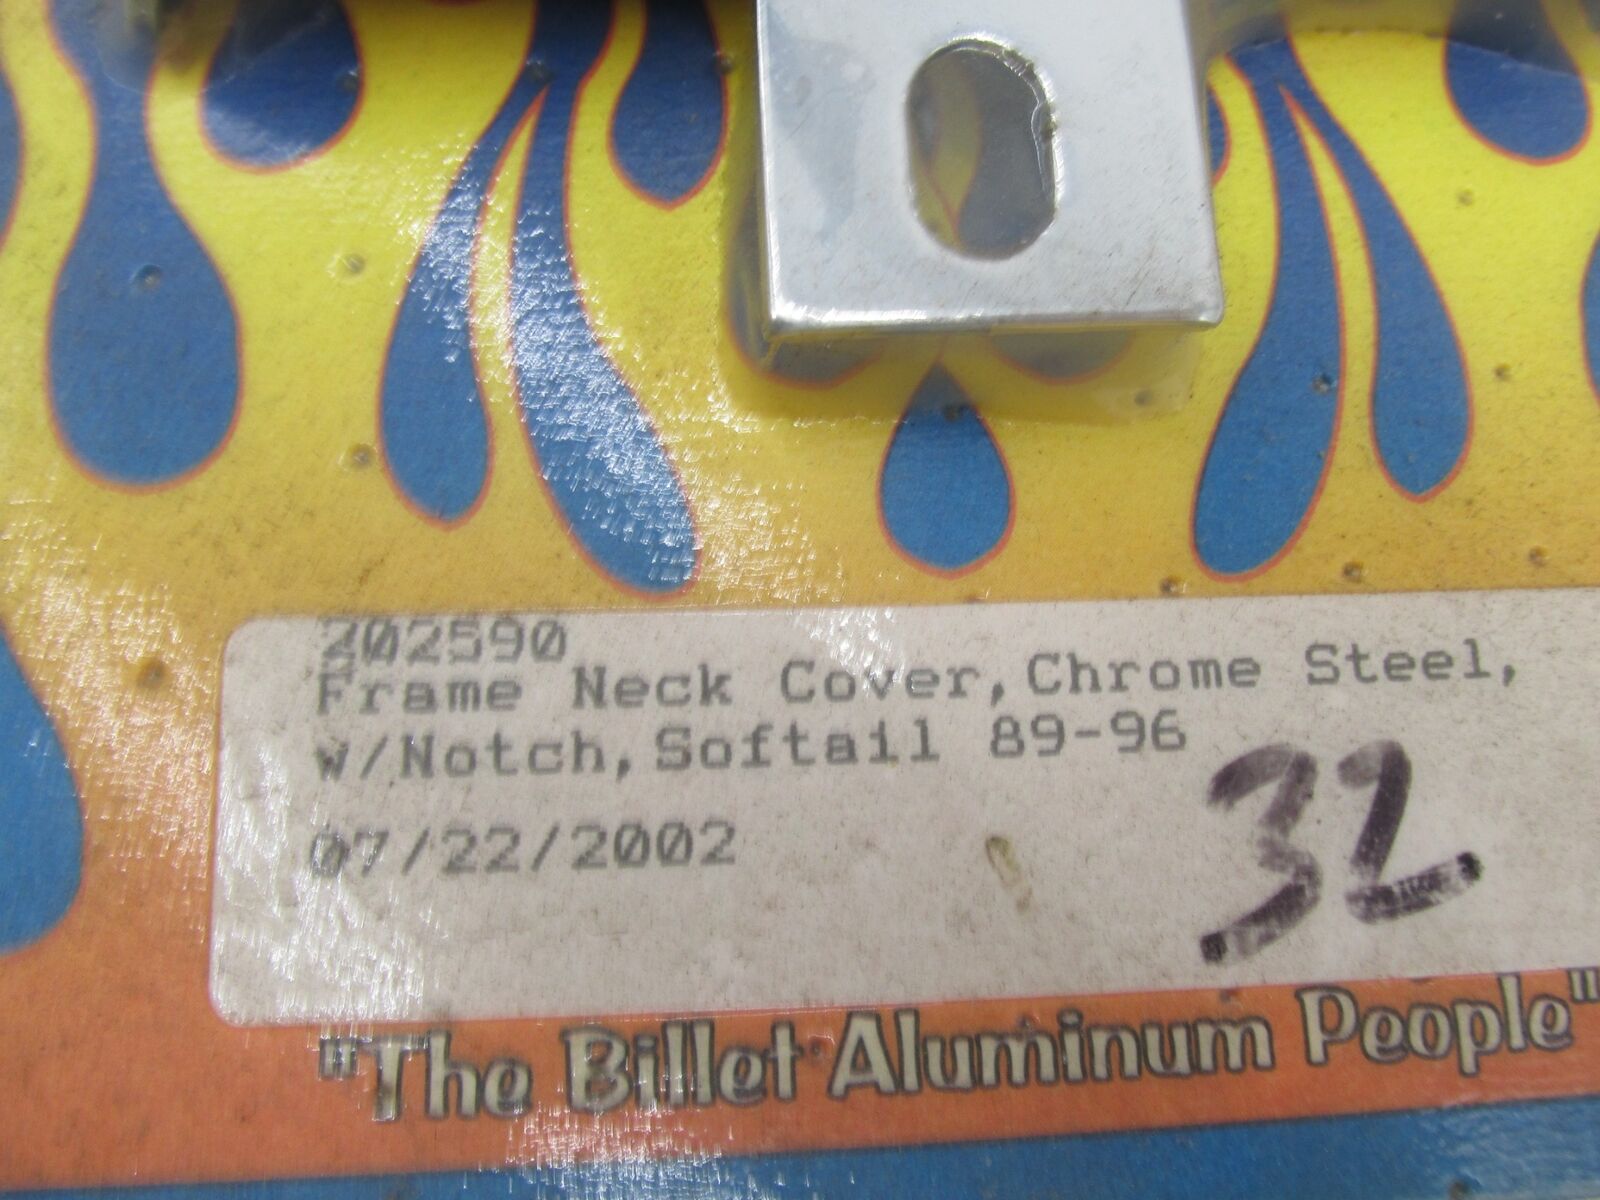 202590
Frame Neck Cover,Chrome Steel,
w/Notch,Softail 89-96
32
07/22/2002
"The Billet Aluminum People"